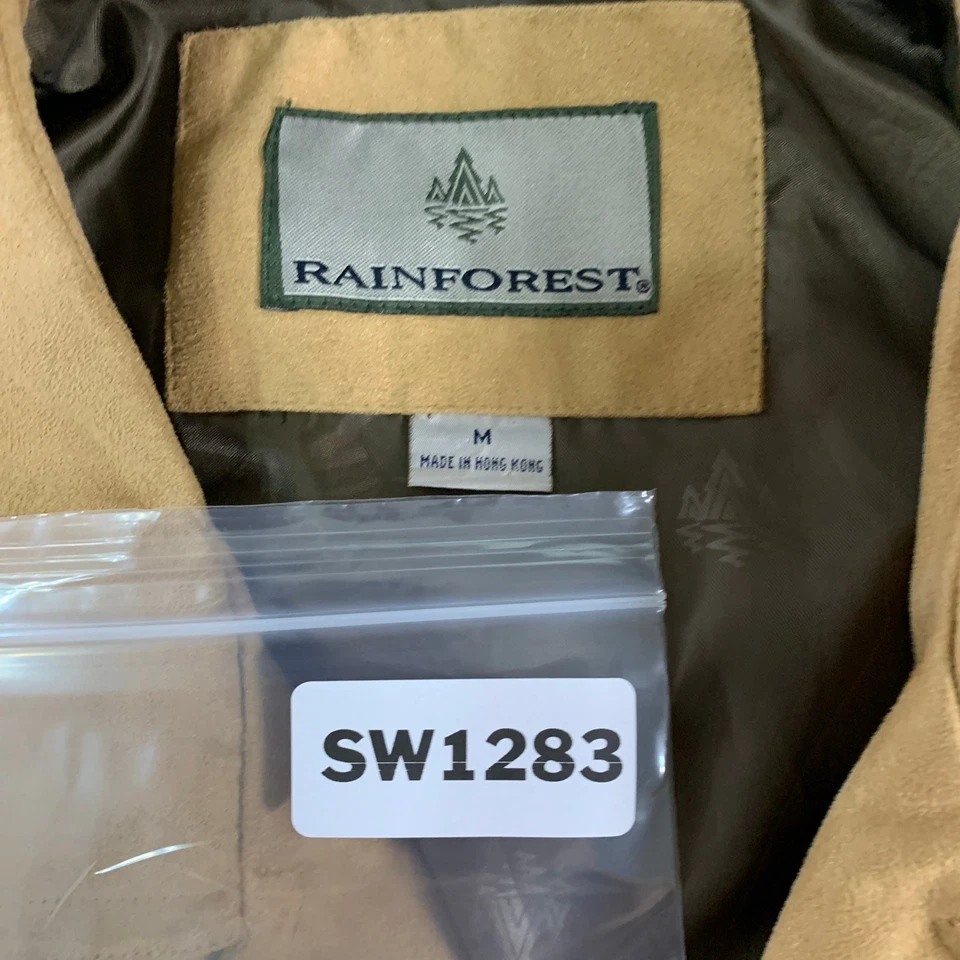 RAINFOREST®
M
MADE IN HONG KONG
SW1283